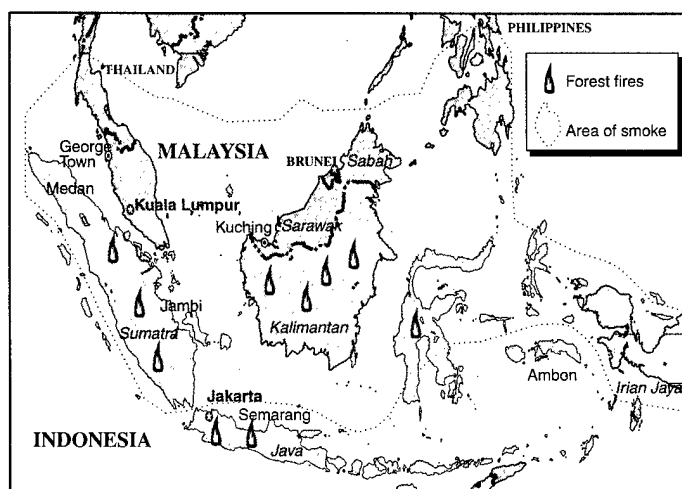 PHILIPPINES
THAILAND
Forest fires
Area of smoke
George
Town
MALAYSIA
BRUNEI
Sabah
Medan
Kuala Lumpur
Kuching
Sarawak
Jambi
Sumatra
Kalimantan
Ambon
Irian Jaya
Jakarta
Semarang
INDONESIA
Java